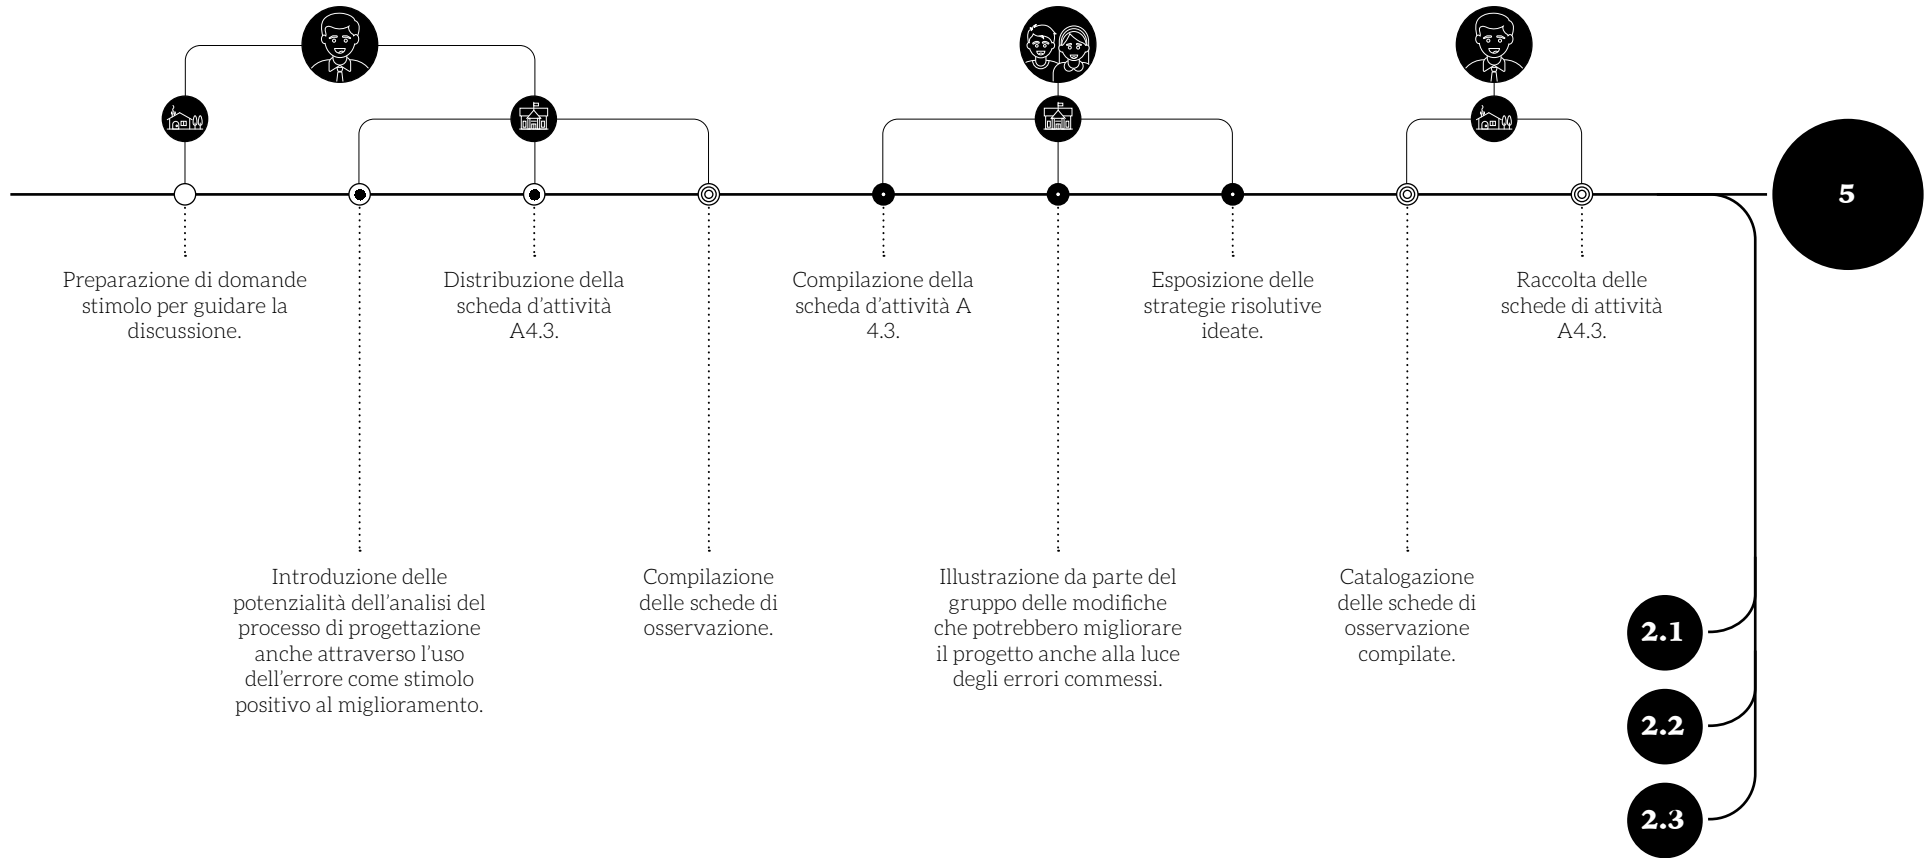 5
Preparazione di domande
stimolo per guidare la
discussione.
Distribuzione della
scheda d'attività
A4.3.
Compilazione della
scheda d'attività A
4.3.
Esposizione delle
strategie risolutive
ideate.
Raccolta delle
schede di attività
A4.3.
Introduzione delle
potenzialità dell'analisi del
processo di progettazione
anche attraverso l'uso
dell'errore come stimolo
positivo al miglioramento.
Compilazione
delle schede di
osservazione.
Illustrazione da parte del
gruppo delle modifiche
che potrebbero migliorare
il progetto anche alla luce
degli errori commessi.
Catalogazione
delle schede di
osservazione
compilate.
2.1
2.2
2.3